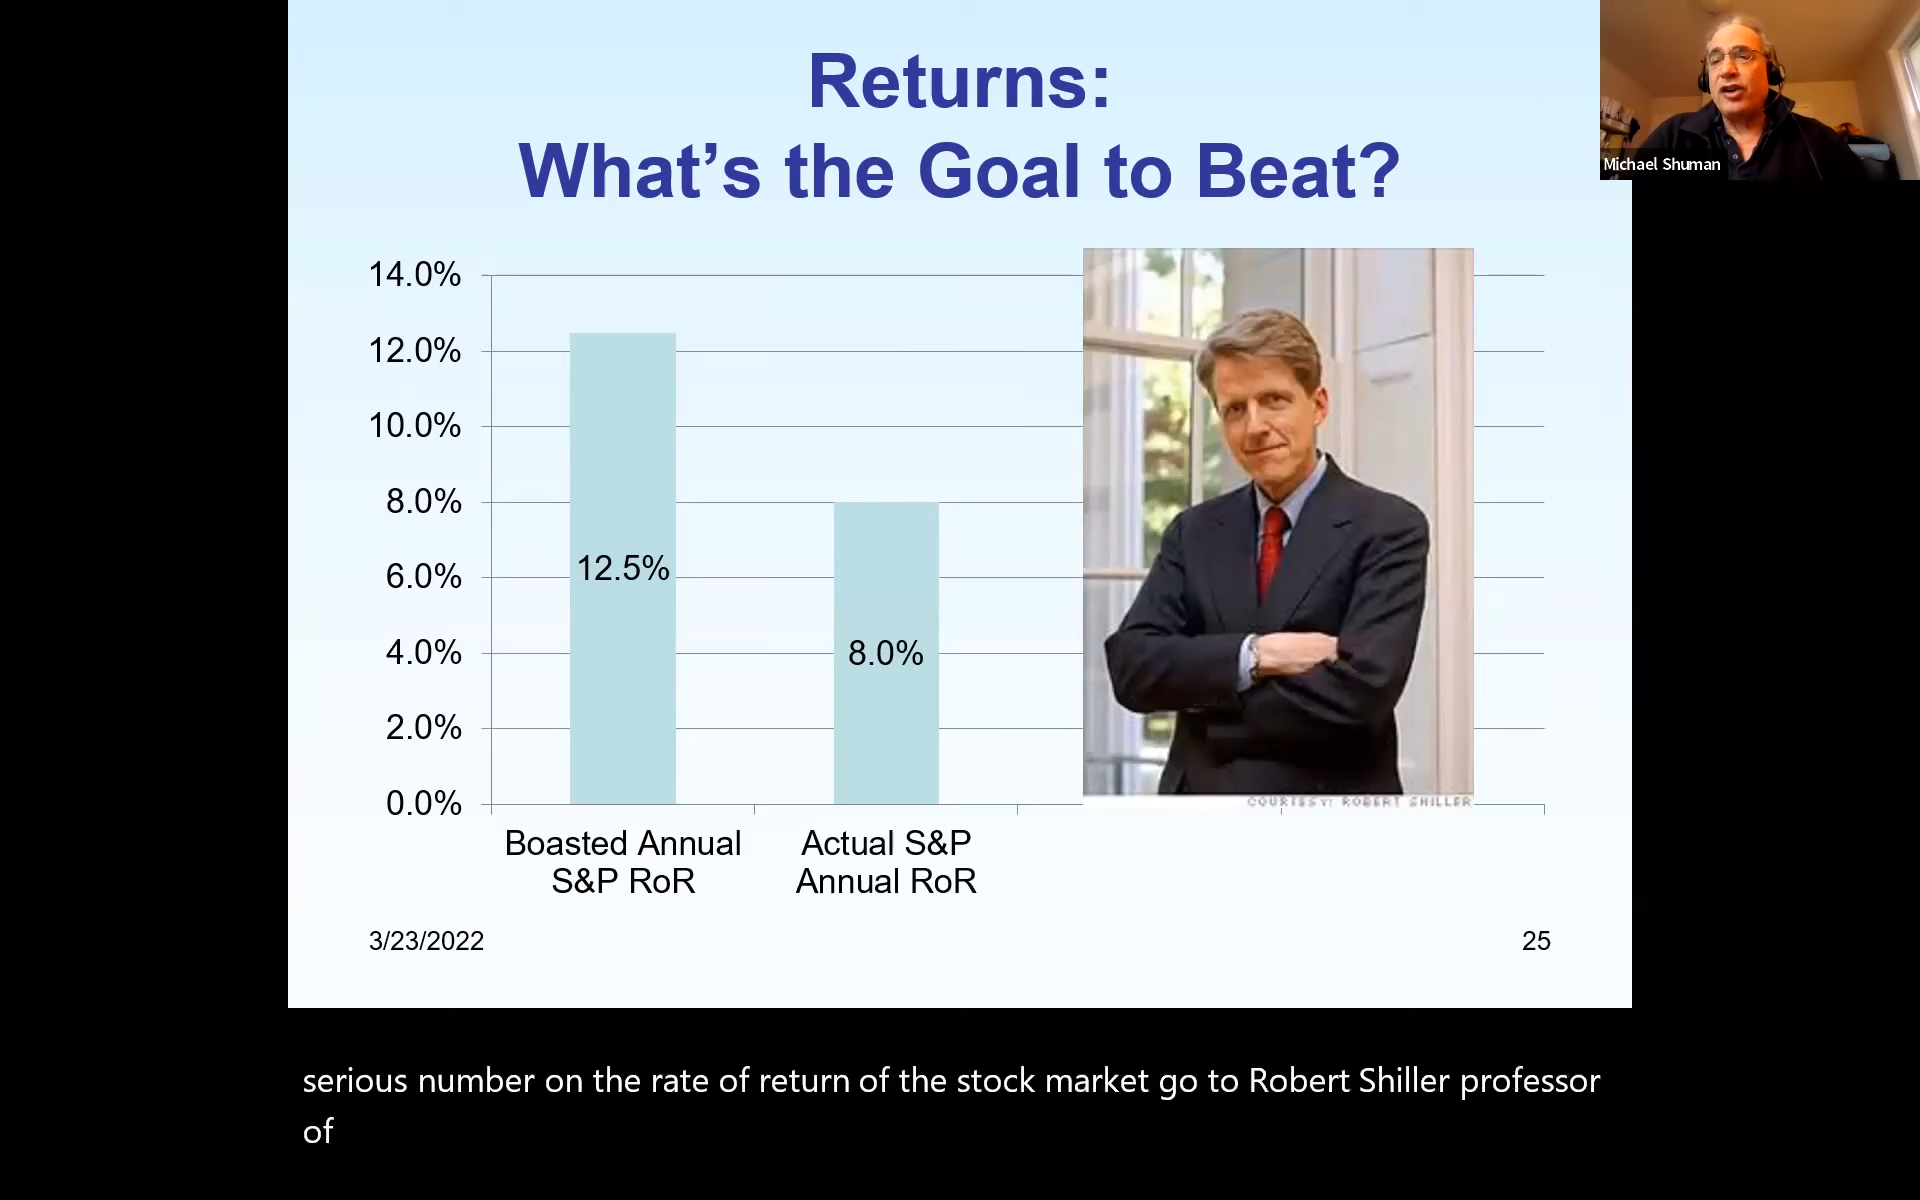 Returns:
What’s the Goal to Beat?
Michael Shuman
14.0%
12.0%
10.0%
8.0%
6.0%
4.0%
2.0%
0.0%
12.5%
8.0%
COURTESY: ROBERT SHILLER
Boasted Annual
S&P RoR
Actual S&P
Annual RoR
3/23/2022
25
serious number on the rate of return of the stock market go to Robert Shiller professor
of